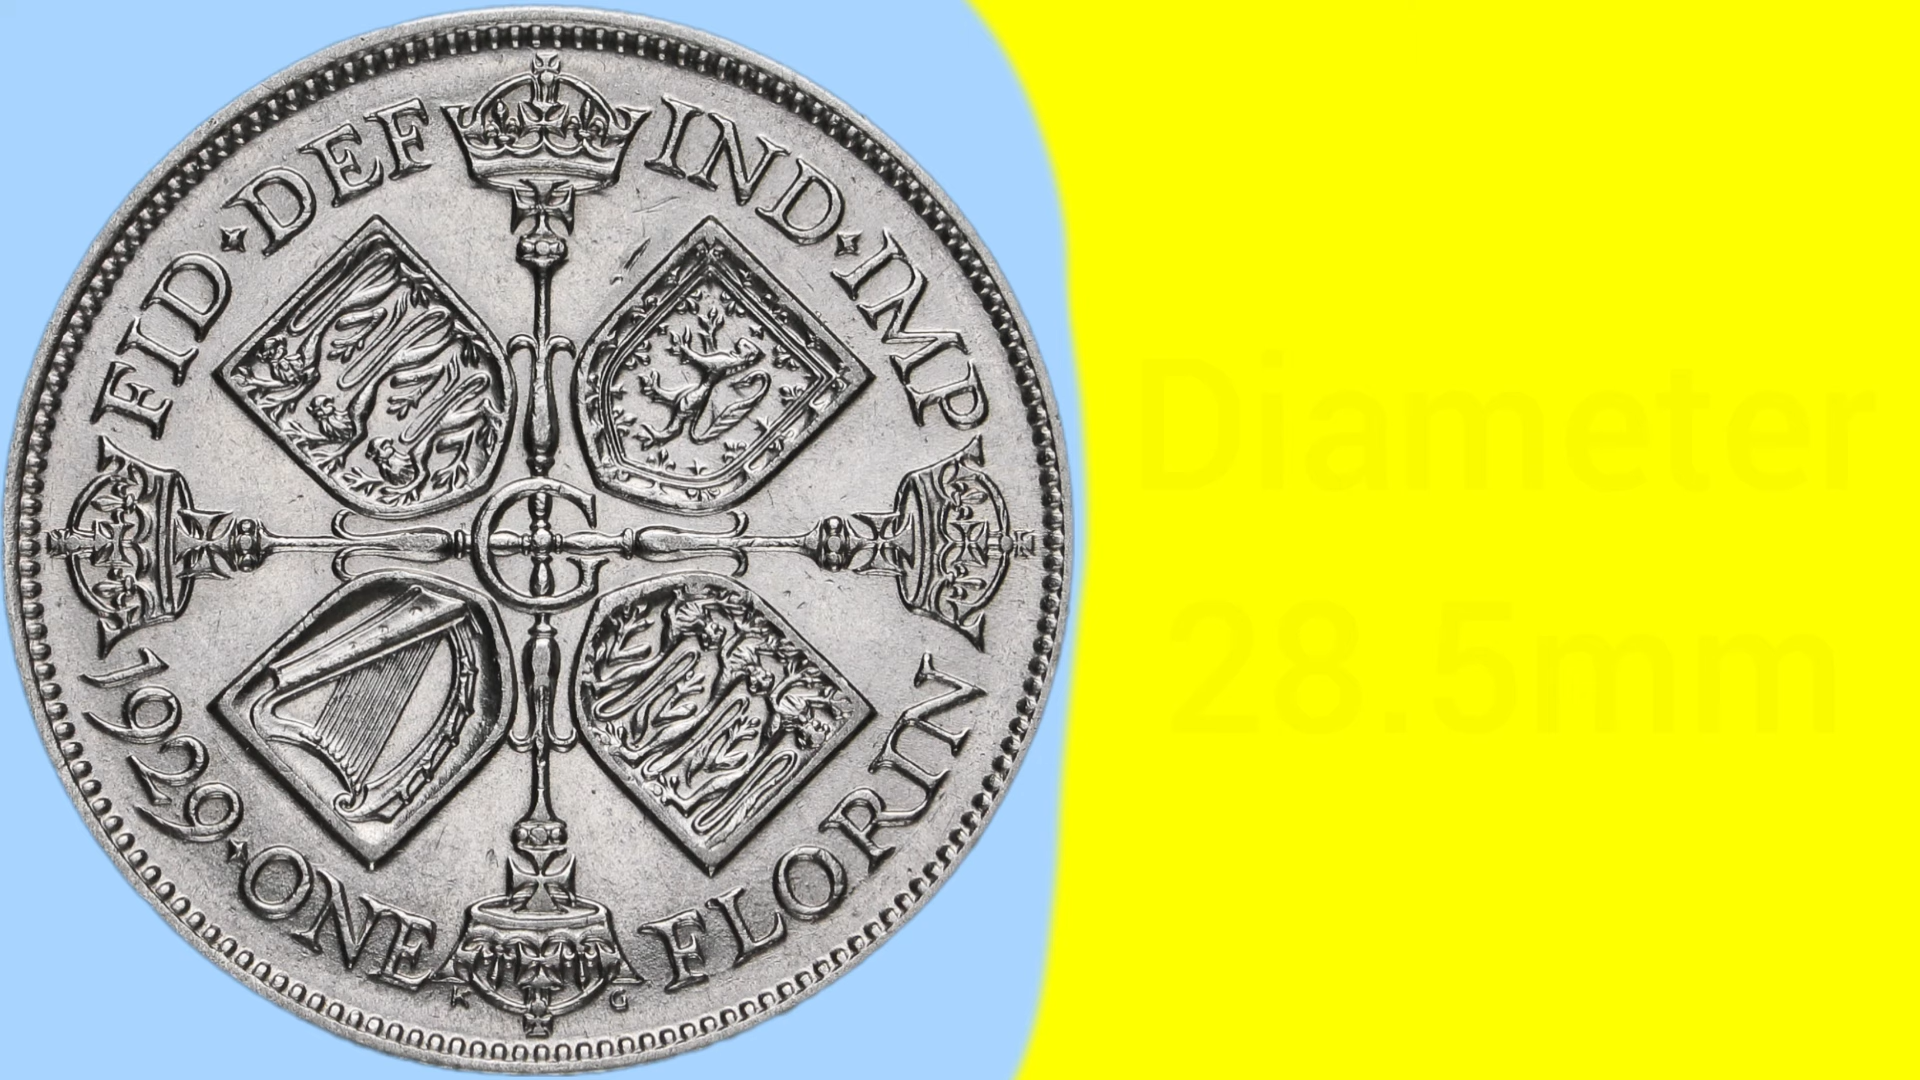 FID·DEF IND·IMP
1929·ONE FLORIN
G
K G
Diameter
28.5mm